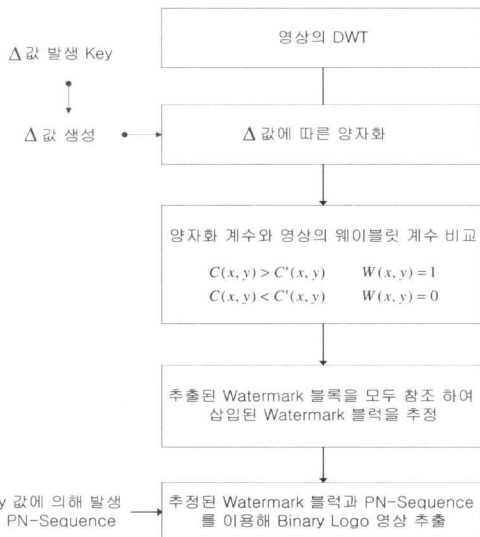 영상의 DWT
Δ값 발생 Key
Δ값 생성
Δ값에 따른 양자화
양자화 계수와 영상의 웨이블릿 계수 비교
C(x, y) > C'(x, y) W(x, y) = 1
C(x, y) < C'(x, y) W(x, y) = 0
추출된 Watermark 블록을 모두 참조 하여
삽입된 Watermark 블럭을 추정
y 값에 의해 발생
PN-Sequence
추정된 Watermark 블럭과 PN-Sequence
를 이용해 Binary Logo 영상 추출